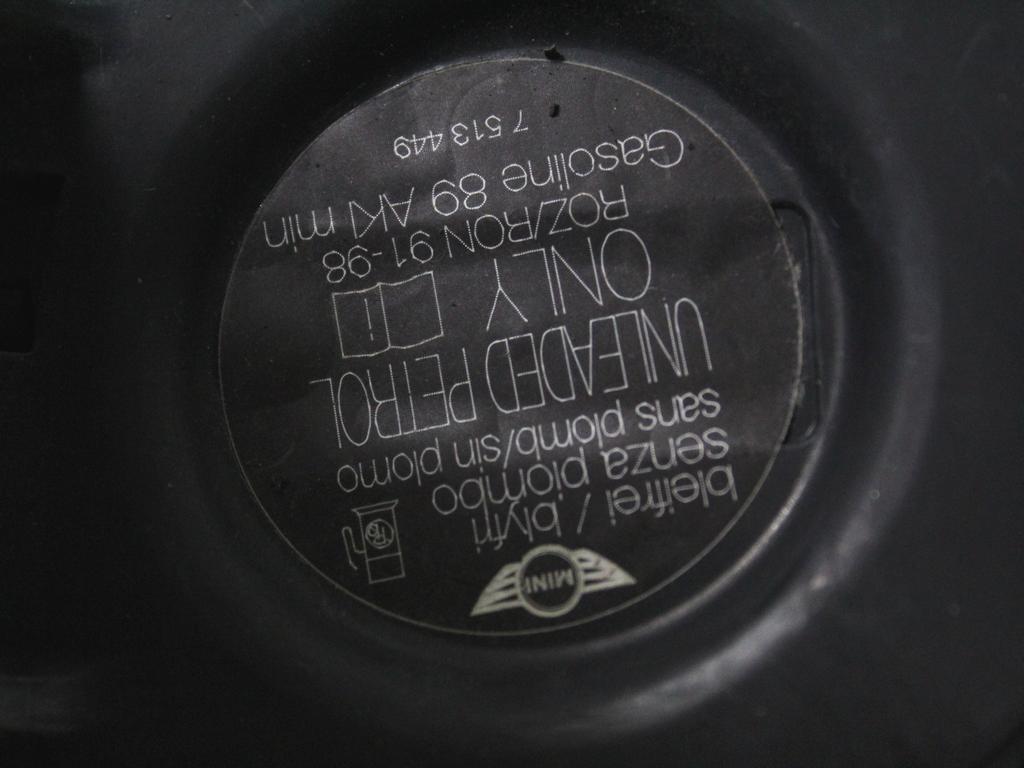 MINI
bleifrei / blyfri
senza piombo
sans plomb/sin plomo
UNLEADED PETROL
ONLY
ROZ/RON 91-98
Gasoline 89 AKI min
7 513 449